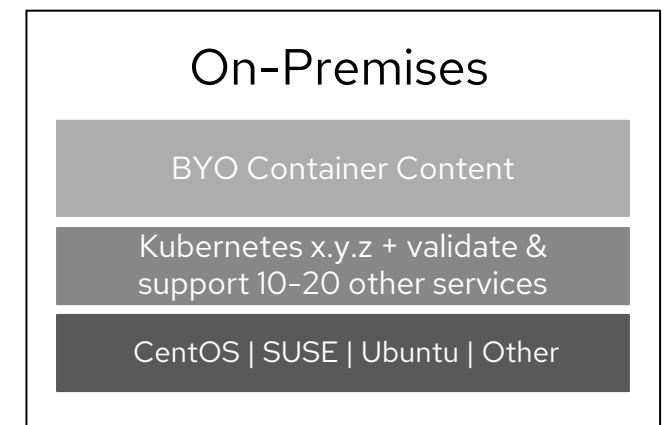 On-Premises
BYO Container Content
Kubernetes x.y.z + validate &
support 10-20 other services
CentOS | SUSE | Ubuntu | Other